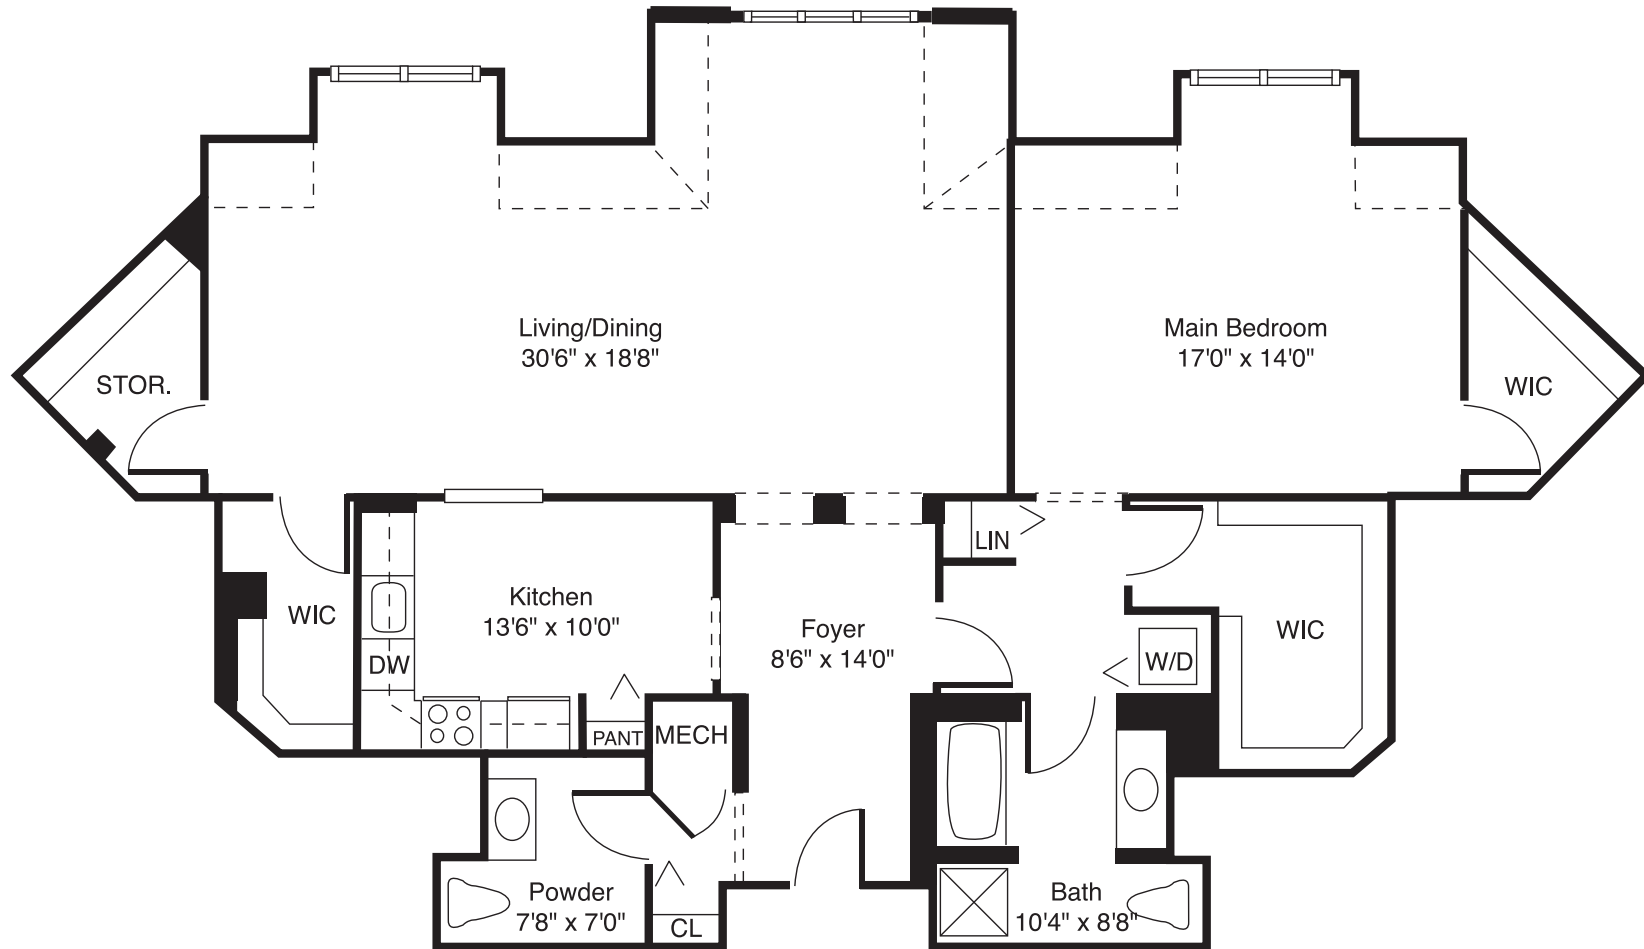 Living/Dining
30'6" x 18'8"
Main Bedroom
17'0" x 14'0"
STOR.
WIC
LIN
Kitchen
13'6" x 10'0"
WIC
Foyer
8'6" x 14'0"
WIC
DW
W/D
PANT
MECH
Powder
7'8" x 7'0"
CL
Bath
10'4" x 8'8"